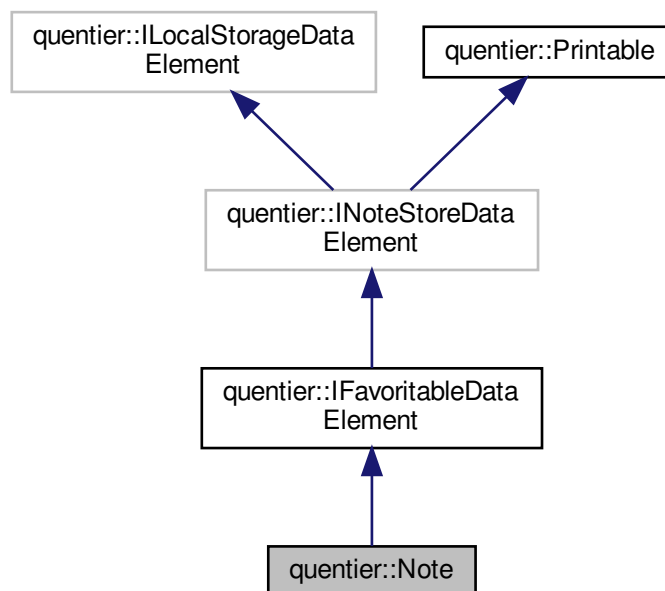 quentier::ILocalStorageData
Element
quentier::Printable
quentier::INoteStoreData
Element
quentier::IFavoritableData
Element
quentier::Note